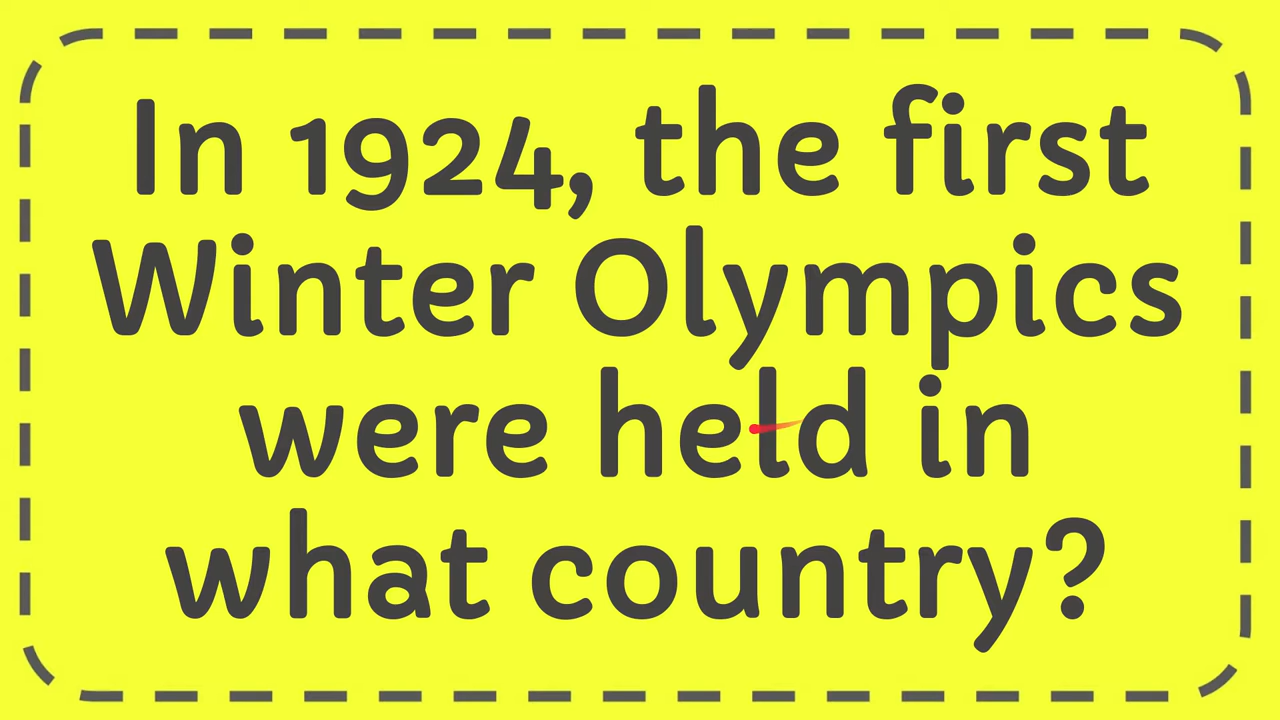 In 1924, the first
Winter Olympics
were held in
what country?